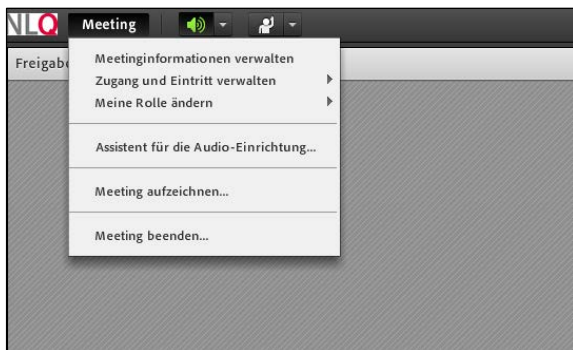 NLQ Meeting
Freigabe
Meetinginformationen verwalten
Zugang und Eintritt verwalten
Meine Rolle ändern
Assistent für die Audio-Einrichtung...
Meeting aufzeichnen...
Meeting beenden...